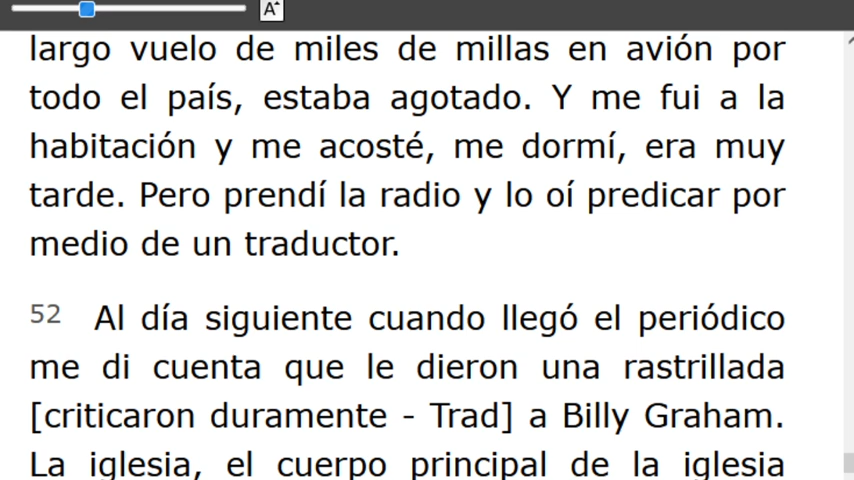 A
largo vuelo de miles de millas en avión por
todo el país, estaba agotado. Y me fui a la
habitación y me acosté, me dormí, era muy
tarde. Pero prendí la radio y lo oí predicar por
medio de un traductor.
52 Al día siguiente cuando llegó el periódico
me di cuenta que le dieron una rastrillada
[criticaron duramente - Trad] a Billy Graham.
La iglesia, el cuerpo principal de la iglesia